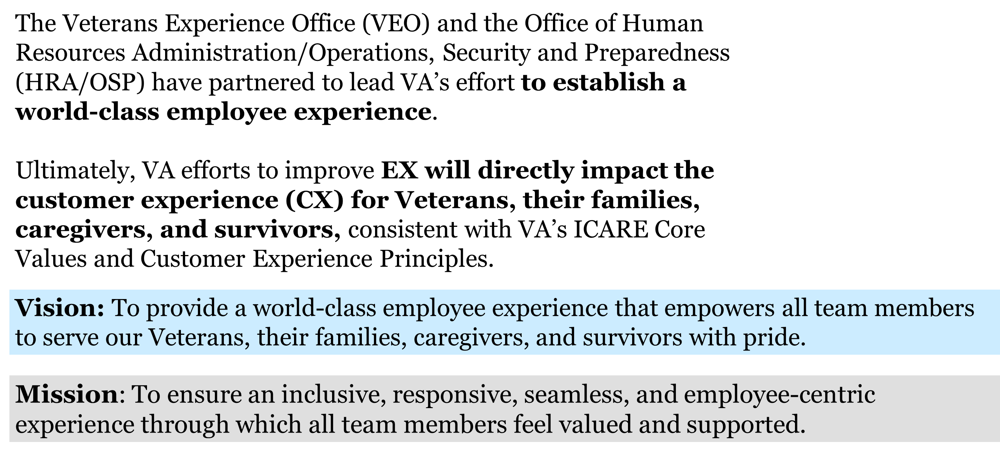 The Veterans Experience Office (VEO) and the Office of Human
Resources Administration/Operations, Security and Preparedness
(HRA/OSP) have partnered to lead VA’s effort to establish a
world-class employee experience.
Ultimately, VA efforts to improve EX will directly impact the
customer experience (CX) for Veterans, their families,
caregivers, and survivors, consistent with VA’s ICARE Core
Values and Customer Experience Principles.
Vision: To provide a world-class employee experience that empowers all team members
to serve our Veterans, their families, caregivers, and survivors with pride.
Mission: To ensure an inclusive, responsive, seamless, and employee-centric
experience through which all team members feel valued and supported.